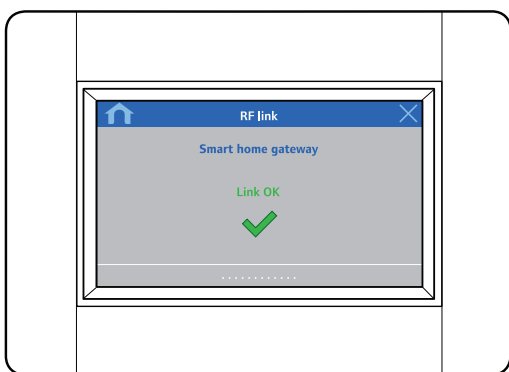 RF link
Smart home gateway
Link OK
............